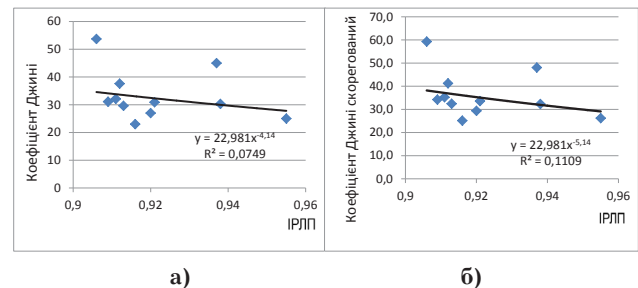 Коефіцієнт Джині
60
50
40
30
20
10
0
0,9
0,92
0,94
0,96
ІРЛП
y = 22,981x-4,14
R² = 0,0749
а)
Коефіцієнт Джині скорегований
70,0
60,0
50,0
40,0
30,0
20,0
10,0
0,0
0,9
0,92
0,94
0,96
ІРЛП
y = 22,981x-5,14
R² = 0,1109
б)